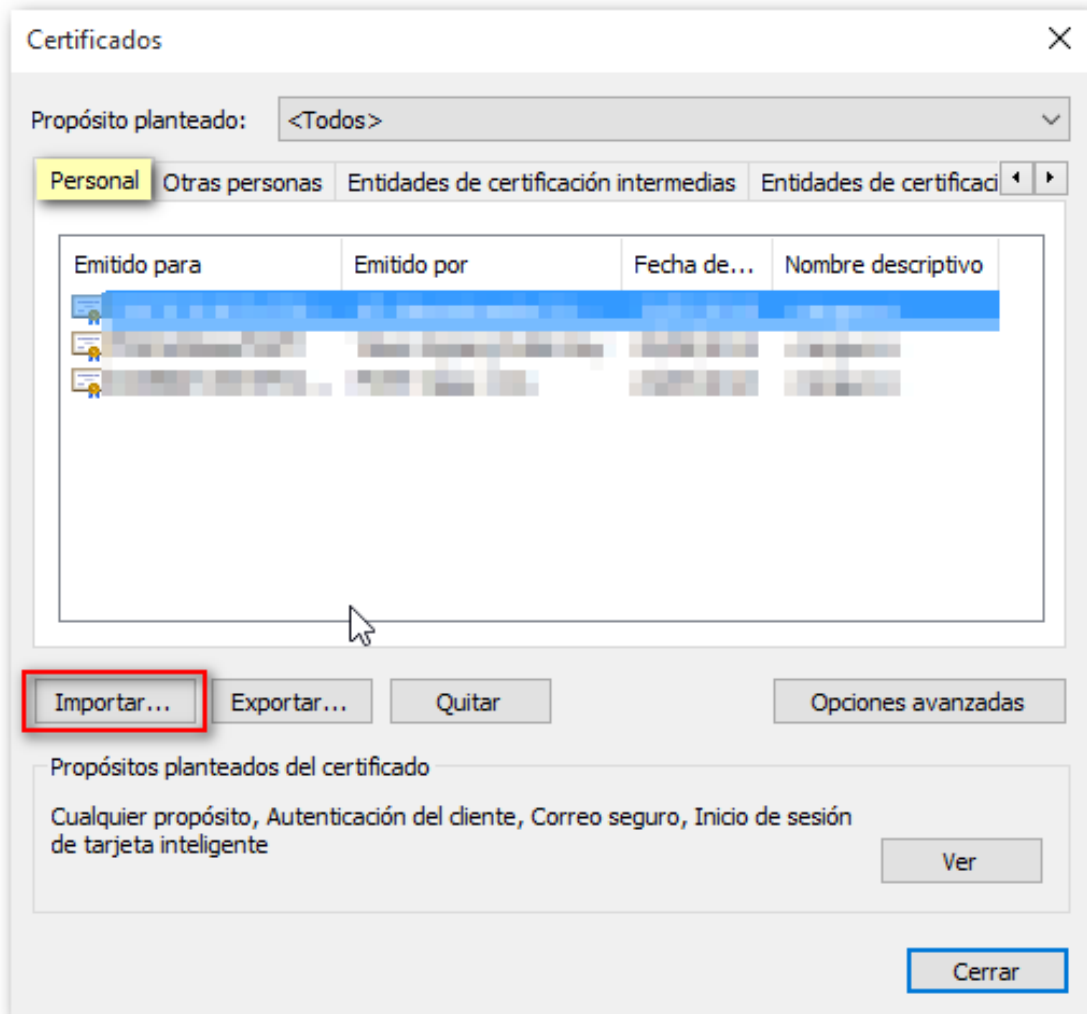 Certificados
Propósito planteado: <Todos>
Personal Otras personas Entidades de certificación intermedias Entidades de certificaci
Emitido para Emitido por Fecha de... Nombre descriptivo
Importar... Exportar... Quitar Opciones avanzadas
Propósitos planteados del certificado
Cualquier propósito, Autenticación del cliente, Correo seguro, Inicio de sesión
de tarjeta inteligente
Ver
Cerrar